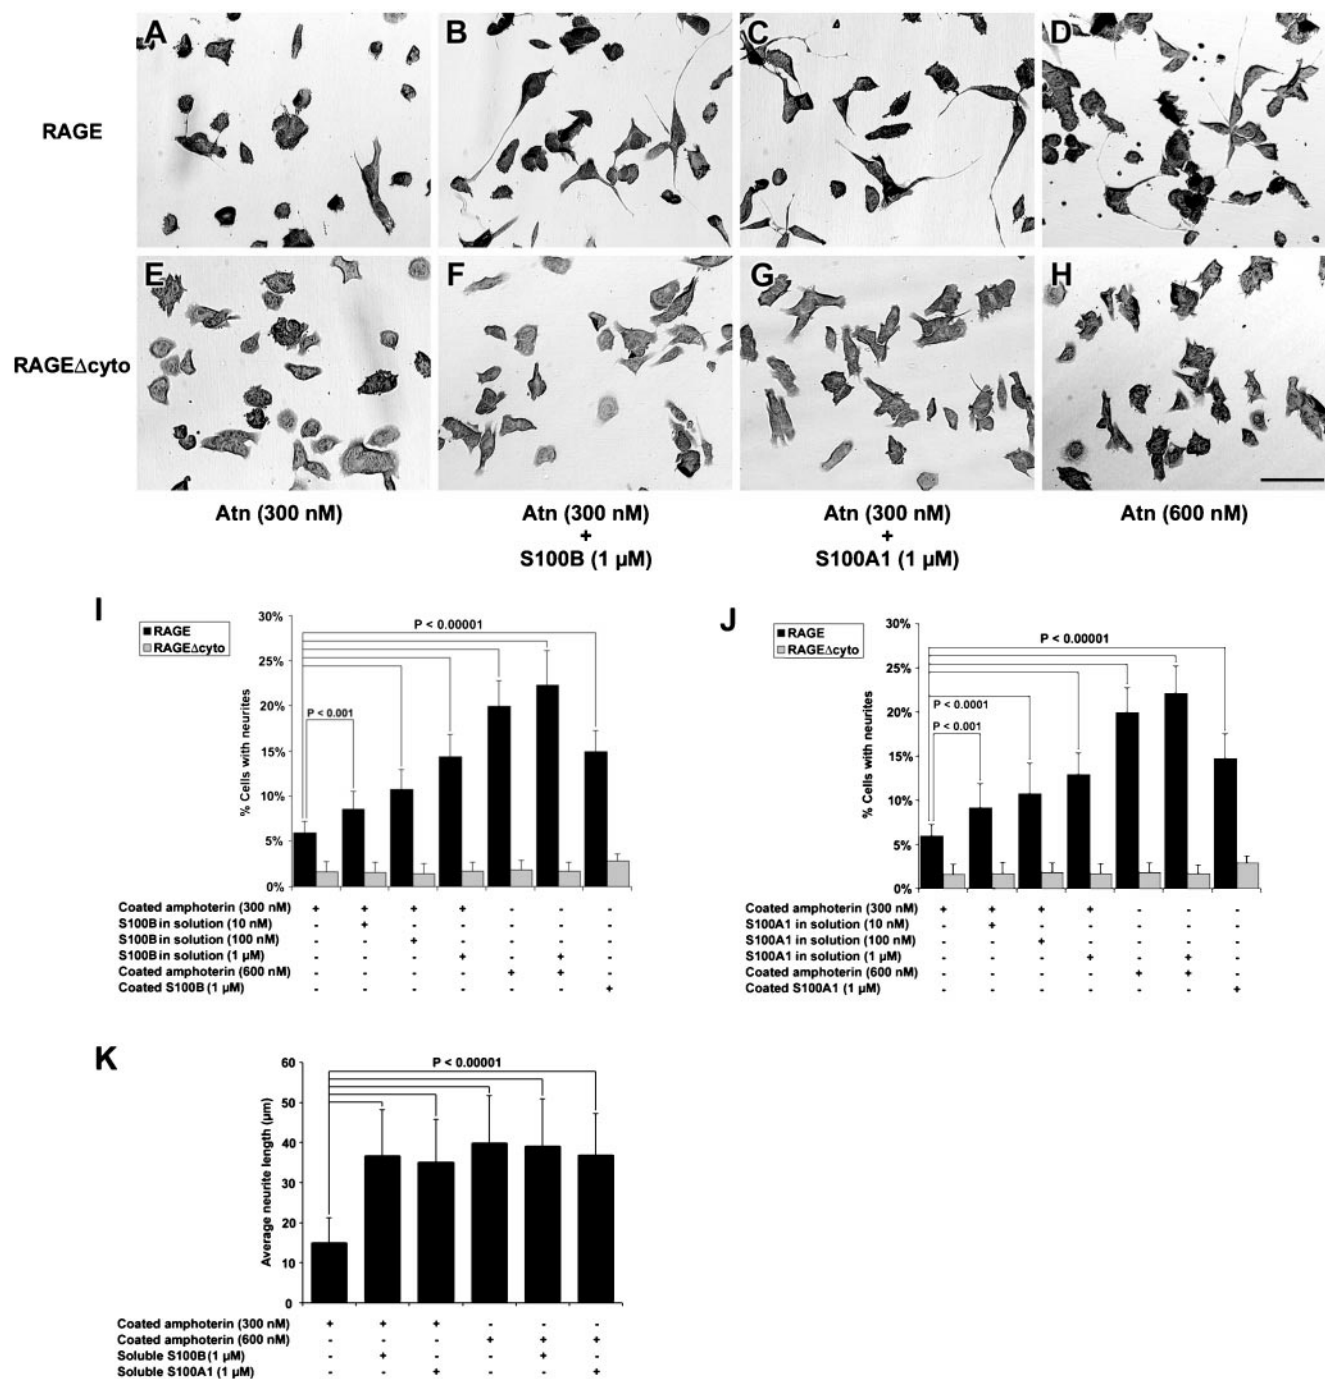 A B C D
RAGE
E F G H
RAGEΔcyto
Atn (300 nM) Atn (300 nM) Atn (300 nM) Atn (600 nM)
+ +
S100B (1 µM) S100A1 (1 µM)
I
RAGE
RAGEΔcyto
30%
25%
20%
15%
10%
5%
0%
% Cells with neurites
P < 0.00001
P < 0.001
Coated amphoterin (300 nM) + + + + - - -
S100B in solution (10 nM) - + - - - - -
S100B in solution (100 nM) - - + - - - -
S100B in solution (1 µM) - - - + - + -
Coated amphoterin (600 nM) - - - - + + -
Coated S100B (1 µM) - - - - - - +
J
RAGE
RAGEΔcyto
30%
25%
20%
15%
10%
5%
0%
% Cells with neurites
P < 0.00001
P < 0.0001
P < 0.001
Coated amphoterin (300 nM) + + + + - - -
S100A1 in solution (10 nM) - + - - - - -
S100A1 in solution (100 nM) - - + - - - -
S100A1 in solution (1 µM) - - - + - + -
Coated amphoterin (600 nM) - - - - + + -
Coated S100A1 (1 µM) - - - - - - +
K
60
50
40
30
20
10
0
Average neurite length (µm)
P < 0.00001
Coated amphoterin (300 nM) + + + - - -
Coated amphoterin (600 nM) - - - + + +
Soluble S100B (1 µM) - + - - + -
Soluble S100A1 (1 µM) - - + - - +